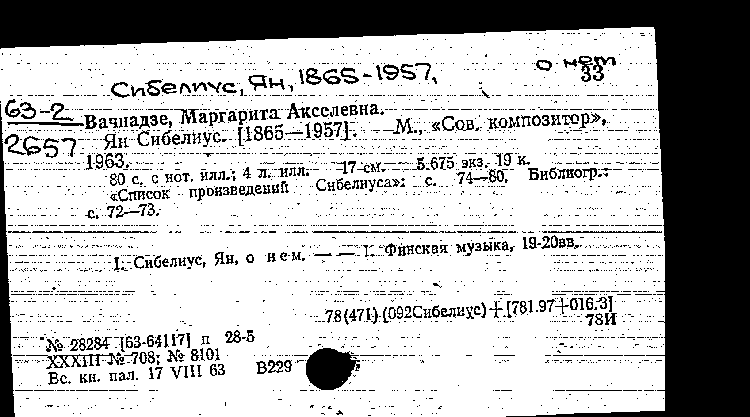 Сибелиус, Ян, 1865-1957.
о нем
33
63-2
2657
Вачнадзе, Маргарита Акселевна.
Ян Сибелиус. [1865—1957]. М., «Сов. композитор»,
1963.
80 с. с нот. илл.; 4 л. илл. 17 см. 5.675 экз. 19 к.
«Список произведений Сибелиуса»: с. 74—80. Библиогр.:
с. 72—73.
I. Сибелиус, Ян, о нем. — — I. Финская музыка, 19-20вв.
78(471)(092Сибелиус)+[781.97+016.3]
78И
№ 28284 [63-64117] п 28-5
XXXIII № 708; № 8101
Вс. кн. пал. 17 VIII 63 В229